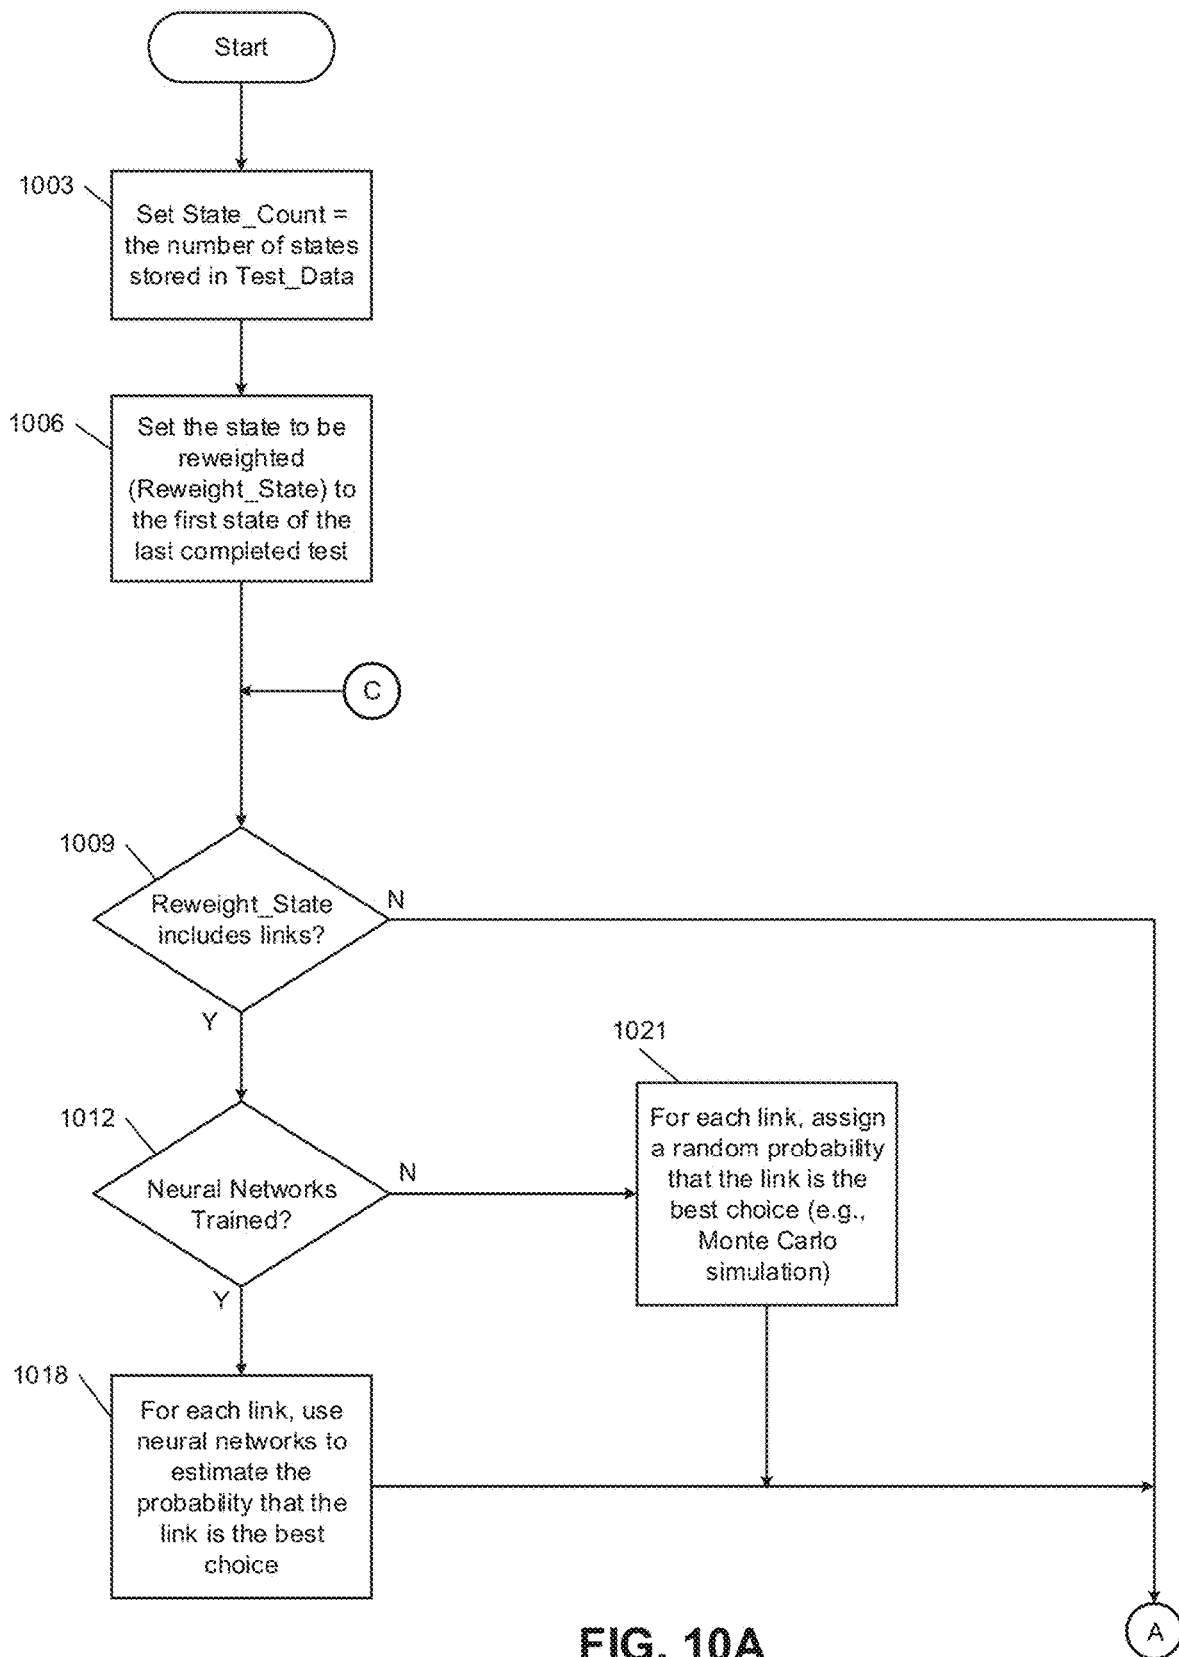 Start
1003
Set State_Count =
the number of states
stored in Test_Data
1006
Set the state to be
reweighted
(Reweight_State) to
the first state of the
last completed test
C
1009
Reweight_State
includes links?
N
Y
1012
Neural Networks
Trained?
N
Y
1021
For each link, assign
a random probability
that the link is the
best choice (e.g.,
Monte Carlo
simulation)
1018
For each link, use
neural networks to
estimate the
probability that the
link is the best
choice
A
FIG. 10A